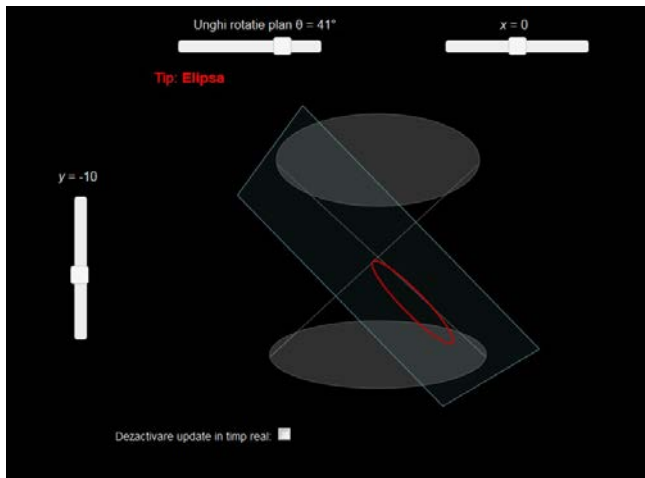 Unghi rotatie plan θ = 41°
x = 0
Tip: Elipsa
y = -10
Dezactivare update in timp real: